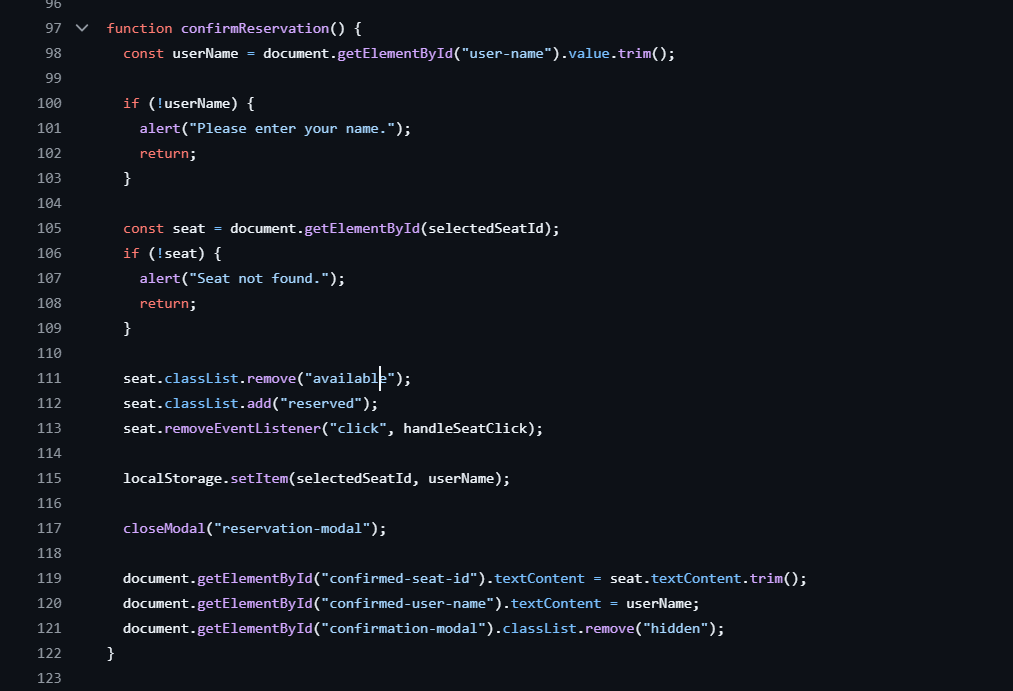 96
97 function confirmReservation() {
98 const userName = document.getElementById("user-name").value.trim();
99
100 if (!userName) {
101 alert("Please enter your name.");
102 return;
103 }
104
105 const seat = document.getElementById(selectedSeatId);
106 if (!seat) {
107 alert("Seat not found.");
108 return;
109 }
110
111 seat.classList.remove("available");
112 seat.classList.add("reserved");
113 seat.removeEventListener("click", handleSeatClick);
114
115 localStorage.setItem(selectedSeatId, userName);
116
117 closeModal("reservation-modal");
118
119 document.getElementById("confirmed-seat-id").textContent = seat.textContent.trim();
120 document.getElementById("confirmed-user-name").textContent = userName;
121 document.getElementById("confirmation-modal").classList.remove("hidden");
122 }
123